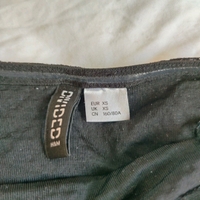 DIVIDED
H&M
EUR XS
UK XS
CN 160/80A